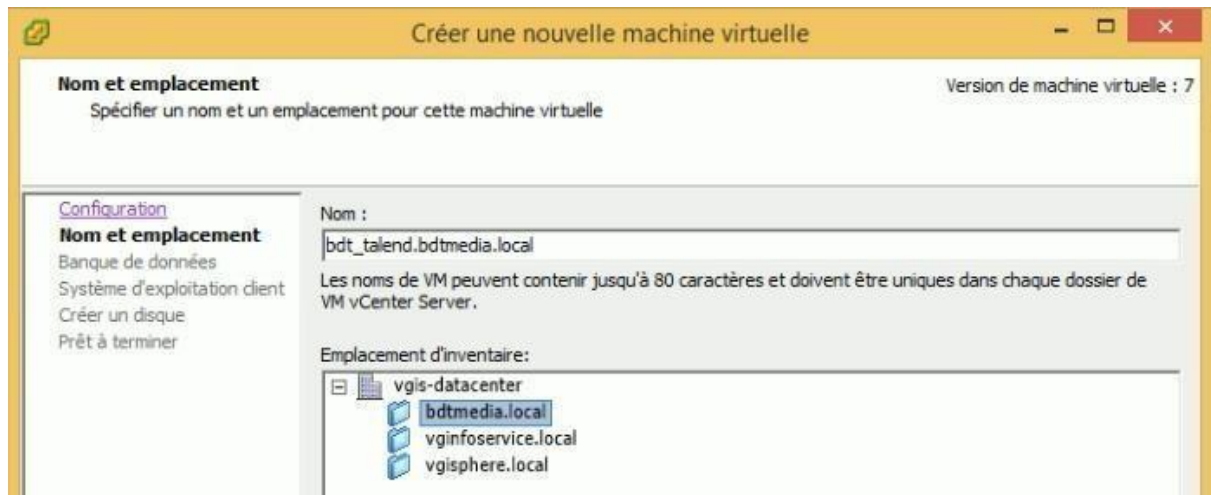 Créer une nouvelle machine virtuelle
Nom et emplacement
Version de machine virtuelle : 7
Spécifier un nom et un emplacement pour cette machine virtuelle
Configuration
Nom et emplacement
Banque de données
Système d'exploitation client
Créer un disque
Prêt à terminer
Nom :
bdt_talend.bdtmedia.local
Les noms de VM peuvent contenir jusqu'à 80 caractères et doivent être uniques dans chaque dossier de
VM vCenter Server.
Emplacement d'inventaire:
vgis-datacenter
bdtmedia.local
vginfoservice.local
vgisphere.local